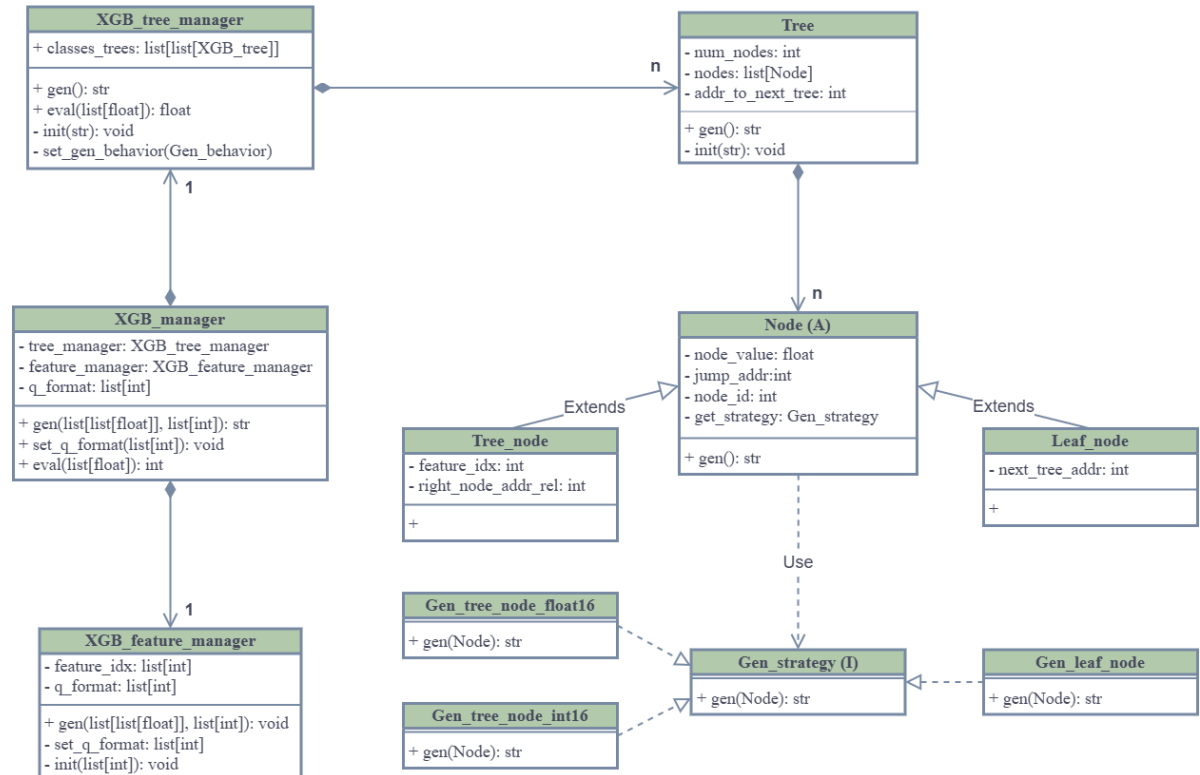 XGB_tree_manager
+ classes_trees: list[list[XGB_tree]]
+ gen(): str
+ eval(list[float]): float
- init(str): void
- set_gen_behavior(Gen_behavior)
n
Tree
- num_nodes: int
- nodes: list[Node]
- addr_to_next_tree: int
+ gen(): str
- init(str): void
1
n
XGB_manager
- tree_manager: XGB_tree_manager
- feature_manager: XGB_feature_manager
- q_format: list[int]
+ gen(list[list[float]], list[int]): str
+ set_q_format(list[int]): void
+ eval(list[float]): int
Node (A)
- node_value: float
- jump_addr:int
- node_id: int
- get_strategy: Gen_strategy
+ gen(): str
Extends
Extends
Tree_node
- feature_idx: int
- right_node_addr_rel: int
+
Leaf_node
- next_tree_addr: int
+
Use
1
XGB_feature_manager
- feature_idx: list[int]
- q_format: list[int]
+ gen(list[list[float]], list[int]): void
- set_q_format: list[int]
- init(list[int]): void
Gen_tree_node_float16
+ gen(Node): str
Gen_strategy (I)
+ gen(Node): str
Gen_leaf_node
+ gen(Node): str
Gen_tree_node_int16
+ gen(Node): str